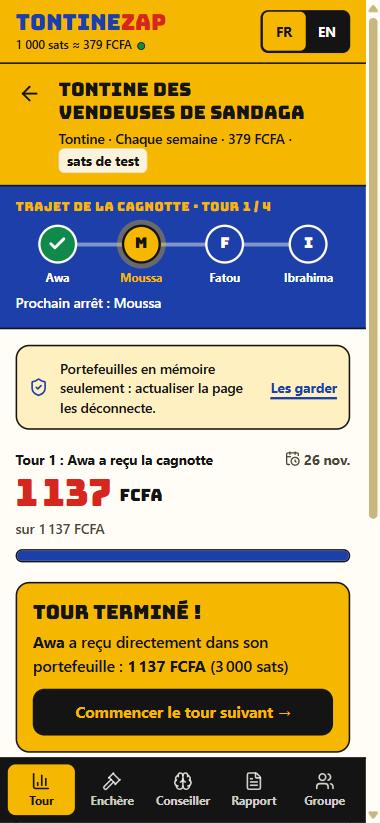 TONTINEZAP
1 000 sats ≈ 379 FCFA
FR EN
TONTINE DES
VENDEUSES DE SANDAGA
Tontine · Chaque semaine · 379 FCFA ·
sats de test
TRAJET DE LA CAGNOTTE · TOUR 1 / 4
M F I
Awa Moussa Fatou Ibrahima
Prochain arrêt : Moussa
Portefeuilles en mémoire
seulement : actualiser la page
les déconnecte.
Les garder
Tour 1 : Awa a reçu la cagnotte
26 nov.
1 137 FCFA
sur 1 137 FCFA
TOUR TERMINÉ !
Awa a reçu directement dans son
portefeuille : 1 137 FCFA (3 000 sats)
Commencer le tour suivant →
Tour Enchère Conseiller Rapport Groupe